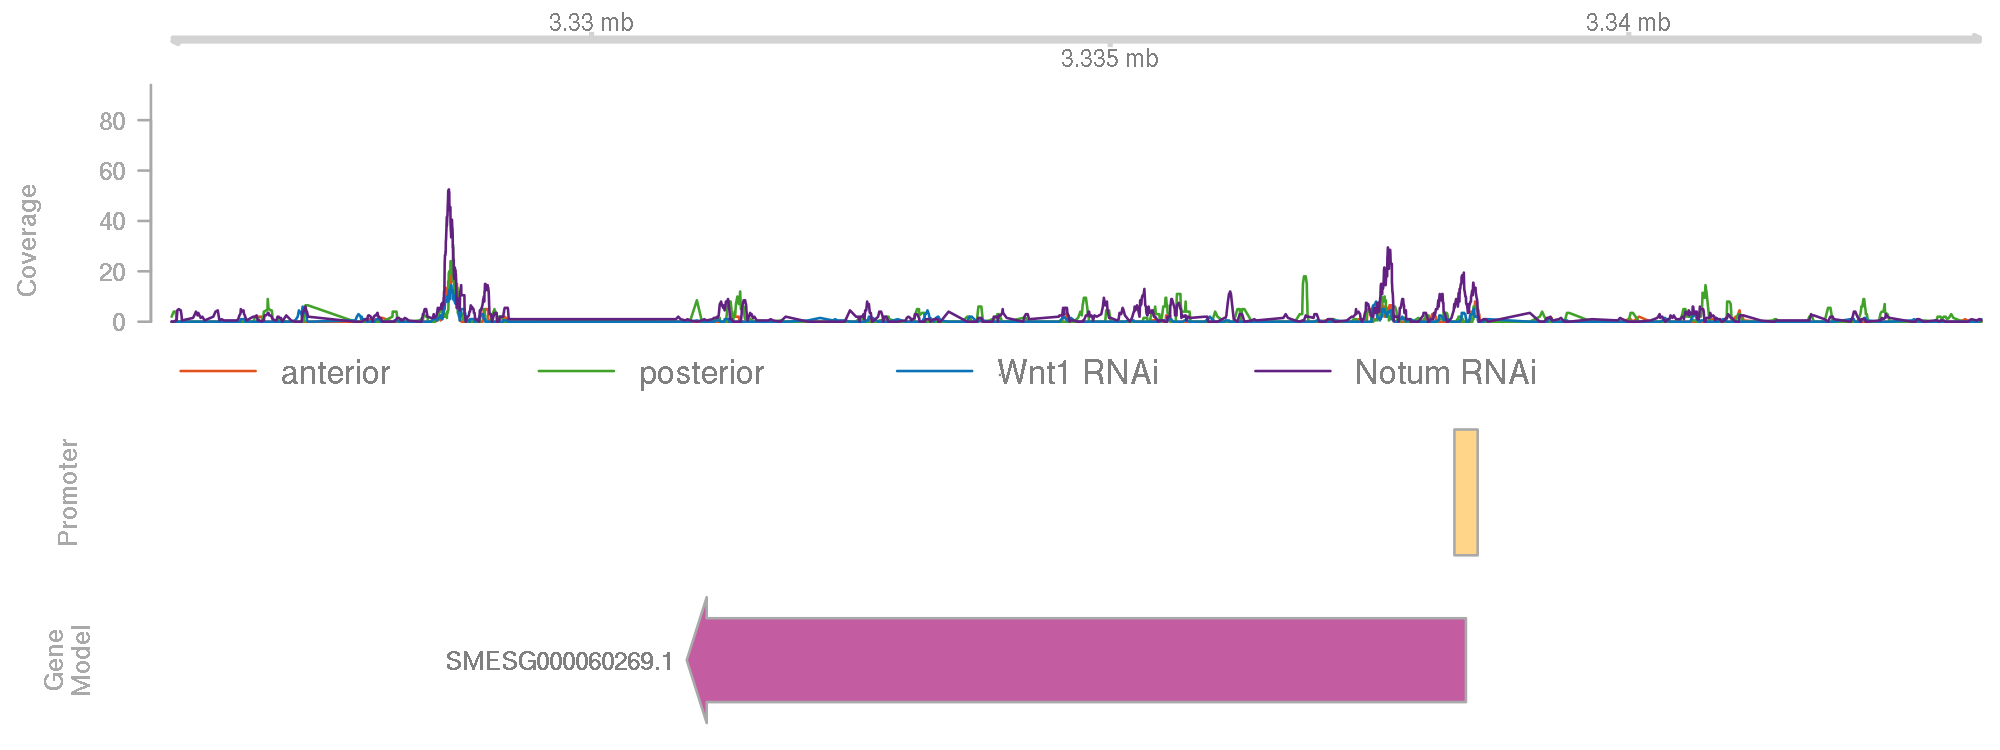 3.33 mb
3.34 mb
3.335 mb
Coverage
80
60
40
20
0
anterior
posterior
Wnt1 RNAi
Notum RNAi
Promoter
Gene
Model
SMESG000060269.1